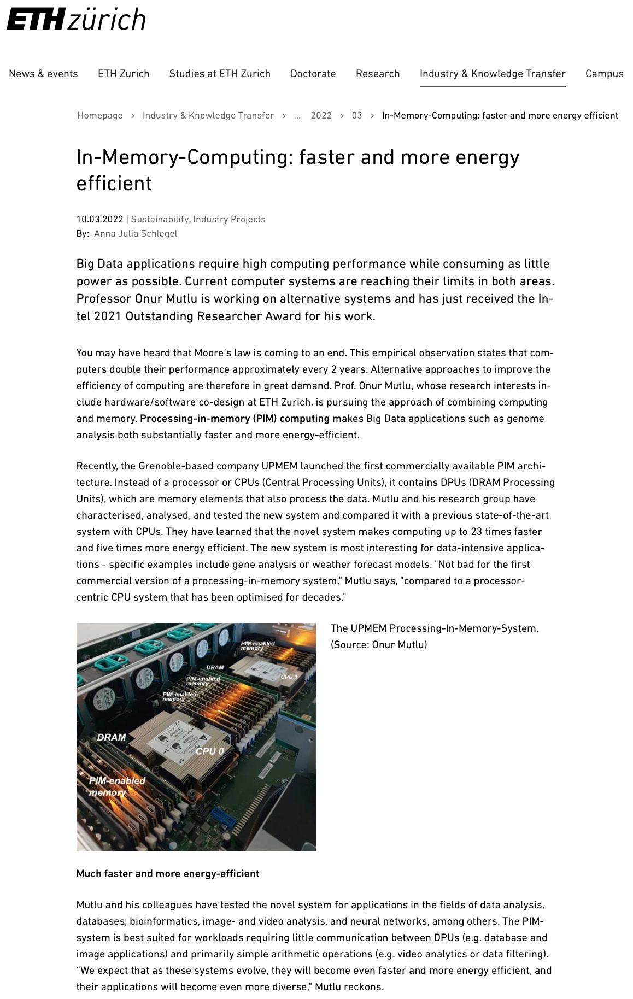 ETH zürich
News & events ETH Zurich Studies at ETH Zurich Doctorate Research Industry & Knowledge Transfer Campus
Homepage > Industry & Knowledge Transfer > ... 2022 > 03 > In-Memory-Computing: faster and more energy efficient
In-Memory-Computing: faster and more energy
efficient
10.03.2022 | Sustainability, Industry Projects
By: Anna Julia Schlegel
Big Data applications require high computing performance while consuming as little
power as possible. Current computer systems are reaching their limits in both areas.
Professor Onur Mutlu is working on alternative systems and has just received the In-
tel 2021 Outstanding Researcher Award for his work.
You may have heard that Moore's law is coming to an end. This empirical observation states that com-
puters double their performance approximately every 2 years. Alternative approaches to improve the
efficiency of computing are therefore in great demand. Prof. Onur Mutlu, whose research interests in-
clude hardware/software co-design at ETH Zurich, is pursuing the approach of combining computing
and memory. Processing-in-memory (PIM) computing makes Big Data applications such as genome
analysis both substantially faster and more energy-efficient.
Recently, the Grenoble-based company UPMEM launched the first commercially available PIM archi-
tecture. Instead of a processor or CPUs (Central Processing Units), it contains DPUs (DRAM Processing
Units), which are memory elements that also process the data. Mutlu and his research group have
characterised, analysed, and tested the new system and compared it with a previous state-of-the-art
system with CPUs. They have learned that the novel system makes computing up to 23 times faster
and five times more energy efficient. The new system is most interesting for data-intensive applica-
tions - specific examples include gene analysis or weather forecast models. "Not bad for the first
commercial version of a processing-in-memory system," Mutlu says, "compared to a processor-
centric CPU system that has been optimised for decades."
PIM-enabled
memory
DRAM
CPU 1
PIM-enabled
memory
PIM-enabled
memory
DRAM
CPU 0
PIM-enabled
memory
The UPMEM Processing-In-Memory-System.
(Source: Onur Mutlu)
Much faster and more energy-efficient
Mutlu and his colleagues have tested the novel system for applications in the fields of data analysis,
databases, bioinformatics, image- and video analysis, and neural networks, among others. The PIM-
system is best suited for workloads requiring little communication between DPUs (e.g. database and
image applications) and primarily simple arithmetic operations (e.g. video analytics or data filtering).
“We expect that as these systems evolve, they will become even faster and more energy efficient, and
their applications will become even more diverse," Mutlu reckons.